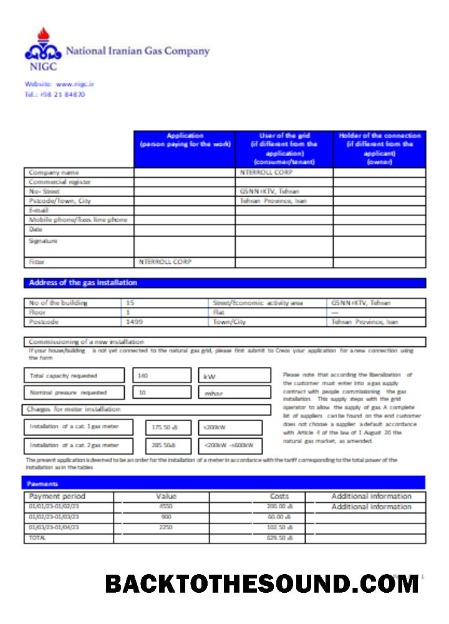 National Iranian Gas Company
NIGC
Website: www.nigc.ir
Tel.: +98 21 84870
Application
(person paying for the work)
User of the grid
(if different from the
application)
(consumer/tenant)
Holder of the connection
(if different from the
applicant)
(owner)
Company name NTERROLL CORP
Commercial register
No- Street GSNN+KTV, Tehran
Pstcode/Town, City Tehran Province, Iran
E-mail
Mobile phone/fixes line phone
Date
Signature
Fitter NTERROLL CORP
Address of the gas installation
No of the building 15 Street/Economic activity area GSNN+KTV, Tehran
Floor 1 Flat —
Postcode 1499 Town/City Tehran Province, Iran
Commissioning of a new installation
If your house/building is not yet connected to the natural gas grid, please first submit to Creos your application for a new connection using
the form
Total capacity requested 140 kW
Nominal pressure requested 10 mbar
Charges for meter installation
Installation of a cat. 1 gas meter 175.50 <200kW
Installation of a cat. 2 gas meter 285.50 <200kW -<600kW
Please note that according the liberalization of
the customer must enter into a gas supply
contract with people commissioning the gas
installation. This supply steps with the grid
operator to allow the supply of gas. A complete
list of suppliers can be found on the end customer
does not choose a supplier a default accordance
with Article 4 of the law of 1 August 20 the
natural gas market, as amended.
The present application is deemed to be an order for the installation of a meter in accordance with the tariff corresponding to the total power of the
installation as in the tables
Payments
Payment period Value Costs Additional information
01/01/23-01/02/23 4550 200.00 Additional information
01/02/23-01/03/23 900 60.00
01/03/23-01/04/23 2250 102.50
TOTAL 629.50
1
BACKTOTHESOUND.COM